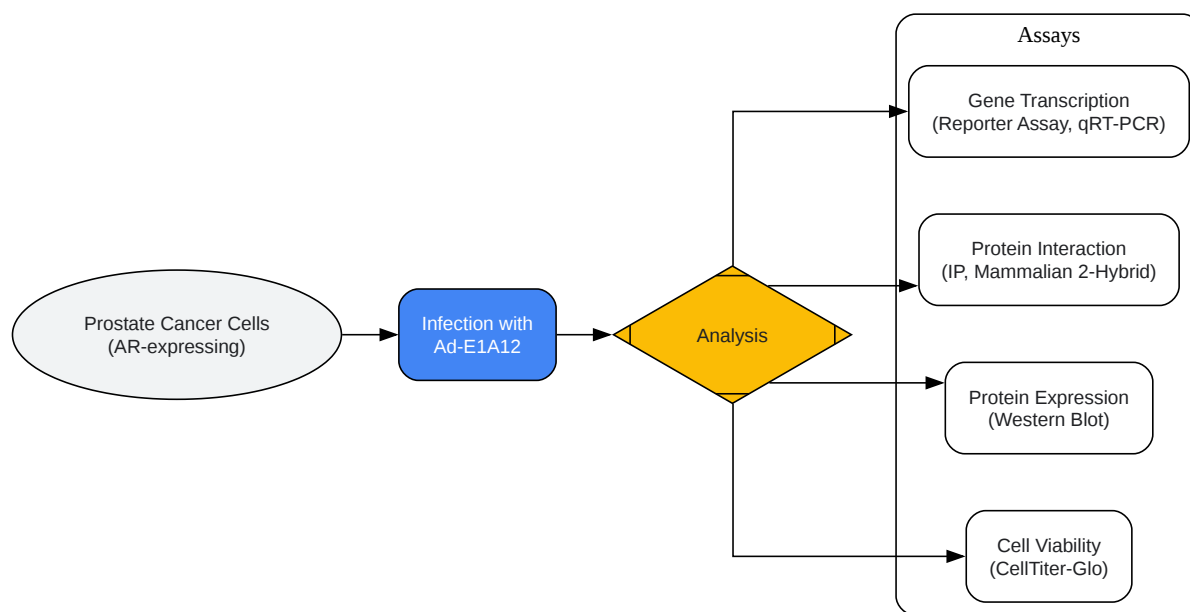 Assays
Gene Transcription
(Reporter Assay, qRT-PCR)
Protein Interaction
(IP, Mammalian 2-Hybrid)
Prostate Cancer Cells
(AR-expressing)
Infection with
Ad-E1A12
Analysis
Protein Expression
(Western Blot)
Cell Viability
(CellTiter-Glo)